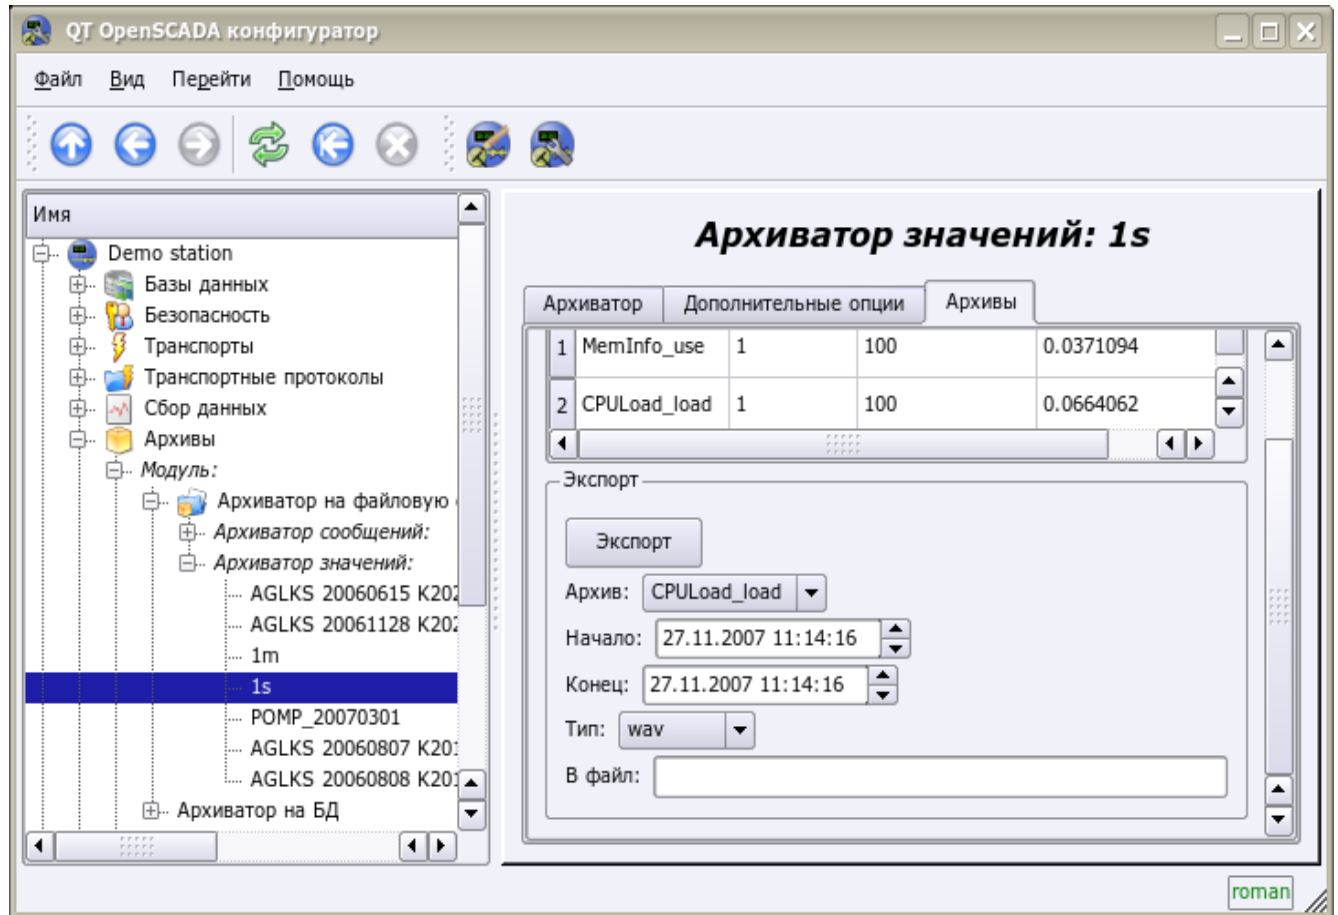 QT OpenSCADA конфигуратор
Файл Вид Перейти Помощь
Имя
Demo station
Базы данных
Безопасность
Транспорты
Транспортные протоколы
Сбор данных
Архивы
Модуль:
Архиватор на файловую
Архиватор сообщений:
Архиватор значений:
AGLKS 20060615 K202
AGLKS 20061128 K202
1m
1s
POMP_20070301
AGLKS 20060807 K201
AGLKS 20060808 K201
Архиватор на БД
Архиватор значений: 1s
Архиватор Дополнительные опции Архивы
1 MemInfo_use 1 100 0.0371094
2 CPULoad_load 1 100 0.0664062
Экспорт
Экспорт
Архив: CPULoad_load
Начало: 27.11.2007 11:14:16
Конец: 27.11.2007 11:14:16
Тип: wav
В файл:
roman